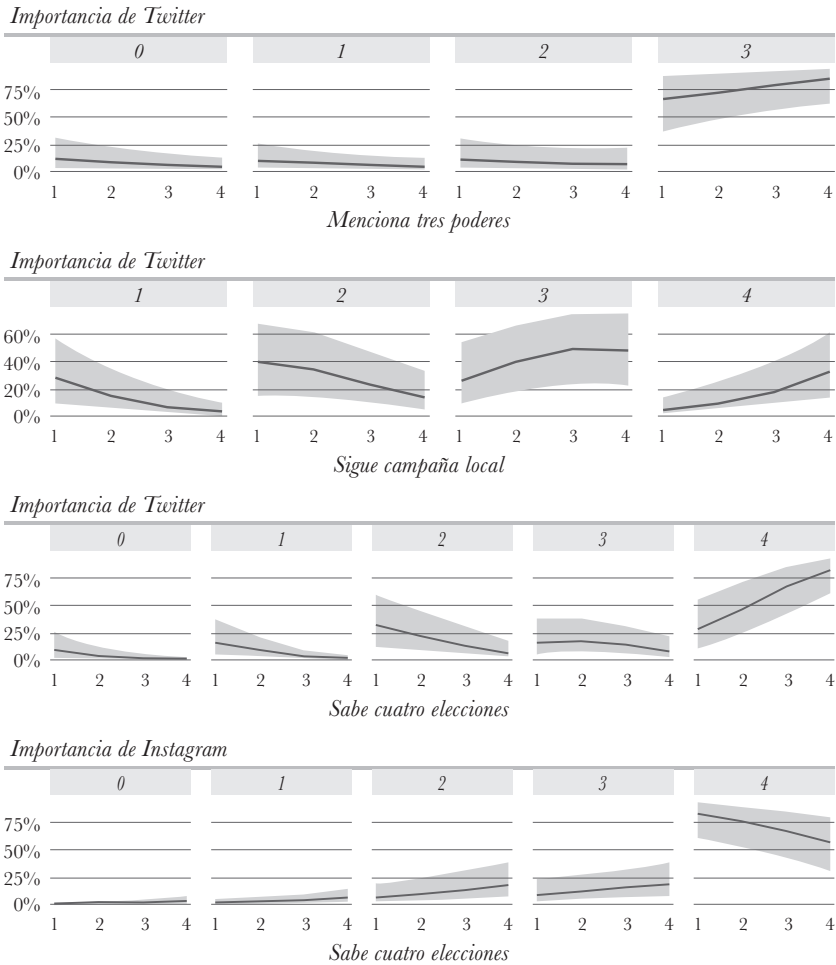 Importancia de Twitter
0 1 2 3
75%
50%
25%
0%
1 2 3 4 1 2 3 4 1 2 3 4 1 2 3 4
Menciona tres poderes
Importancia de Twitter
1 2 3 4
60%
40%
20%
0%
1 2 3 4 1 2 3 4 1 2 3 4 1 2 3 4
Sigue campaña local
Importancia de Twitter
0 1 2 3 4
75%
50%
25%
0%
1 2 3 4 1 2 3 4 1 2 3 4 1 2 3 4 1 2 3 4
Sabe cuatro elecciones
Importancia de Instagram
0 1 2 3 4
75%
50%
25%
0%
1 2 3 4 1 2 3 4 1 2 3 4 1 2 3 4 1 2 3 4
Sabe cuatro elecciones